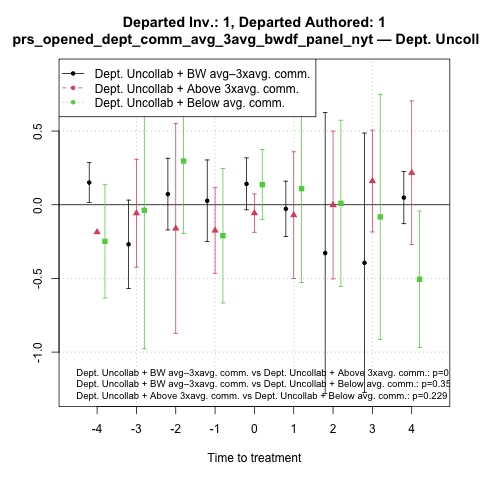 Departed Inv.: 1, Departed Authored: 1
prs_opened_dept_comm_avg_3avg_bwdf_panel_nyt — Dept. Uncoll
Dept. Uncollab + BW avg–3xavg. comm.
Dept. Uncollab + Above 3xavg. comm.
Dept. Uncollab + Below avg. comm.
0.5
0.0
-0.5
-1.0
Dept. Uncollab + BW avg–3xavg. comm. vs Dept. Uncollab + Above 3xavg. comm.: p=0
Dept. Uncollab + BW avg–3xavg. comm. vs Dept. Uncollab + Below avg. comm.: p=0.35
Dept. Uncollab + Above 3xavg. comm. vs Dept. Uncollab + Below avg. comm.: p=0.229
-4 -3 -2 -1 0 1 2 3 4
Time to treatment